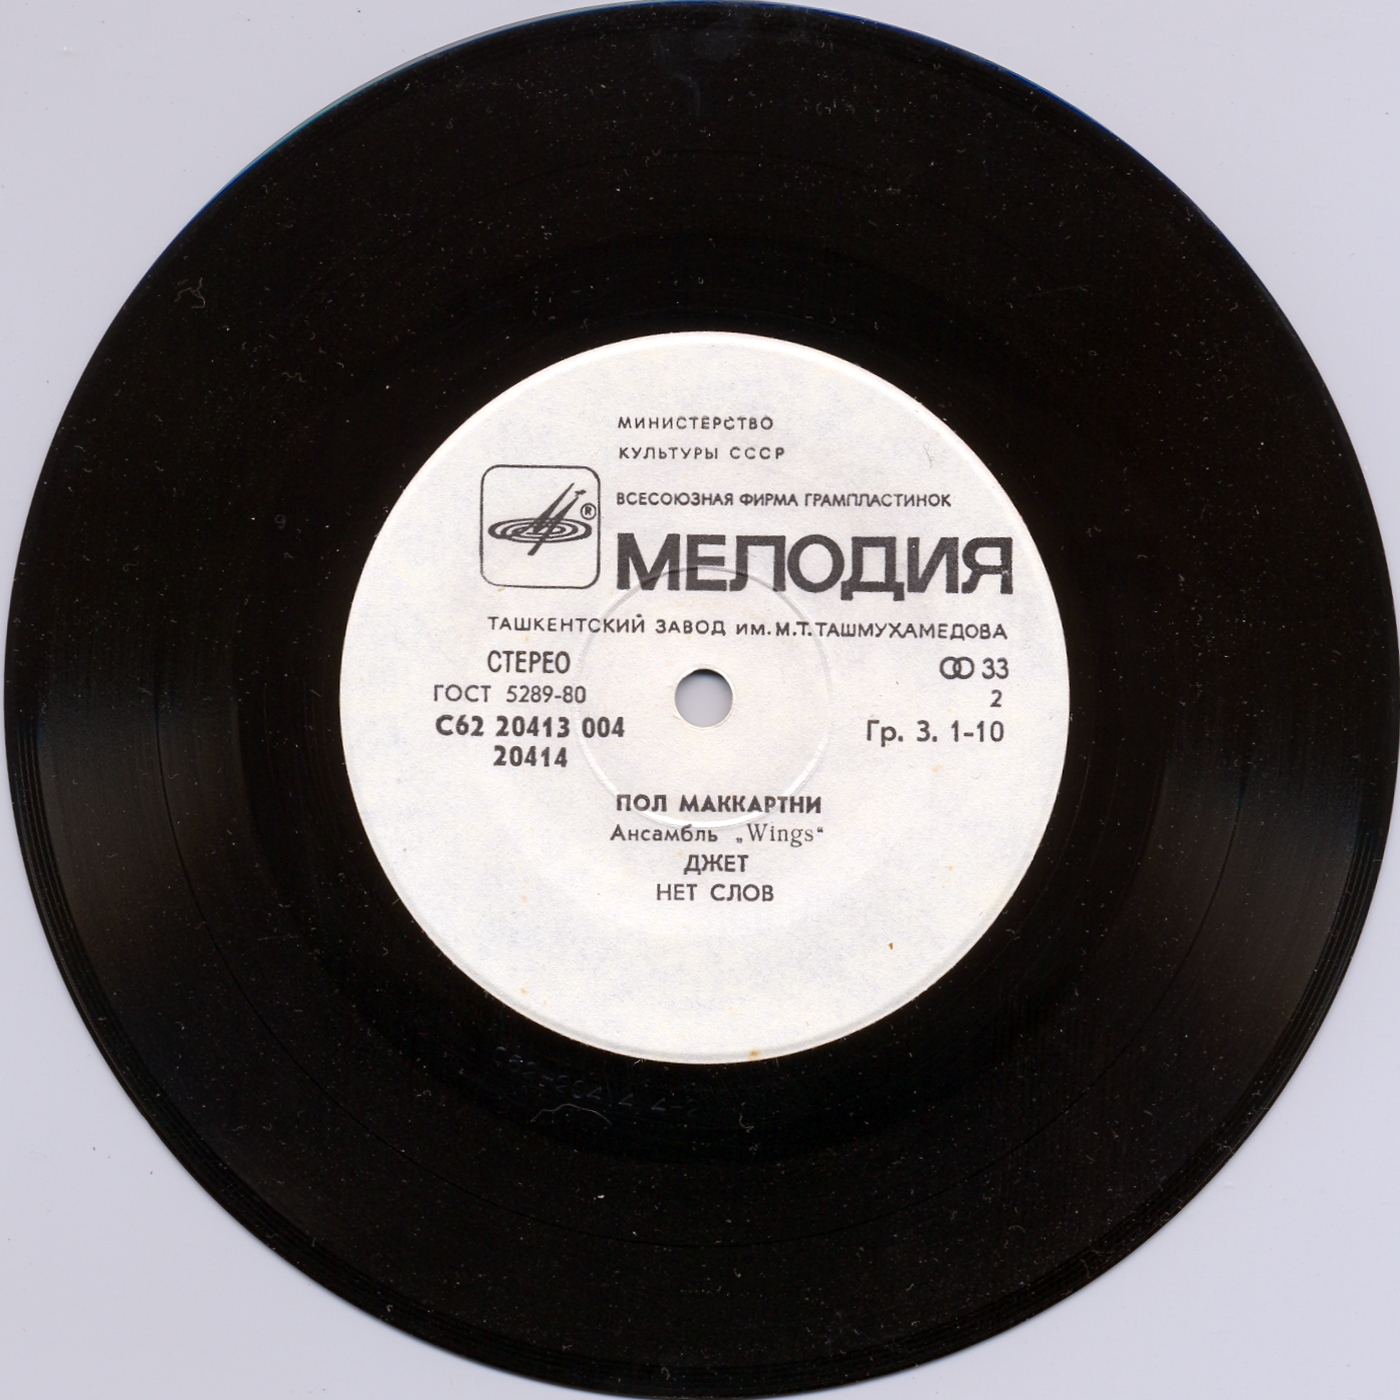 МИНИСТЕРСТВО
КУЛЬТУРЫ СССР
ВСЕСОЮЗНАЯ ФИРМА ГРАМПЛАСТИНОК
®
МЕЛОДИЯ
ТАШКЕНТСКИЙ ЗАВОД им. М.Т. ТАШМУХАМЕДОВА
СТЕРЕО
33
ГОСТ 5289-80
2
С62 20413 004
Гр. 3. 1-10
20414
ПОЛ МАККАРТНИ
Ансамбль „Wings“
ДЖЕТ
НЕТ СЛОВ